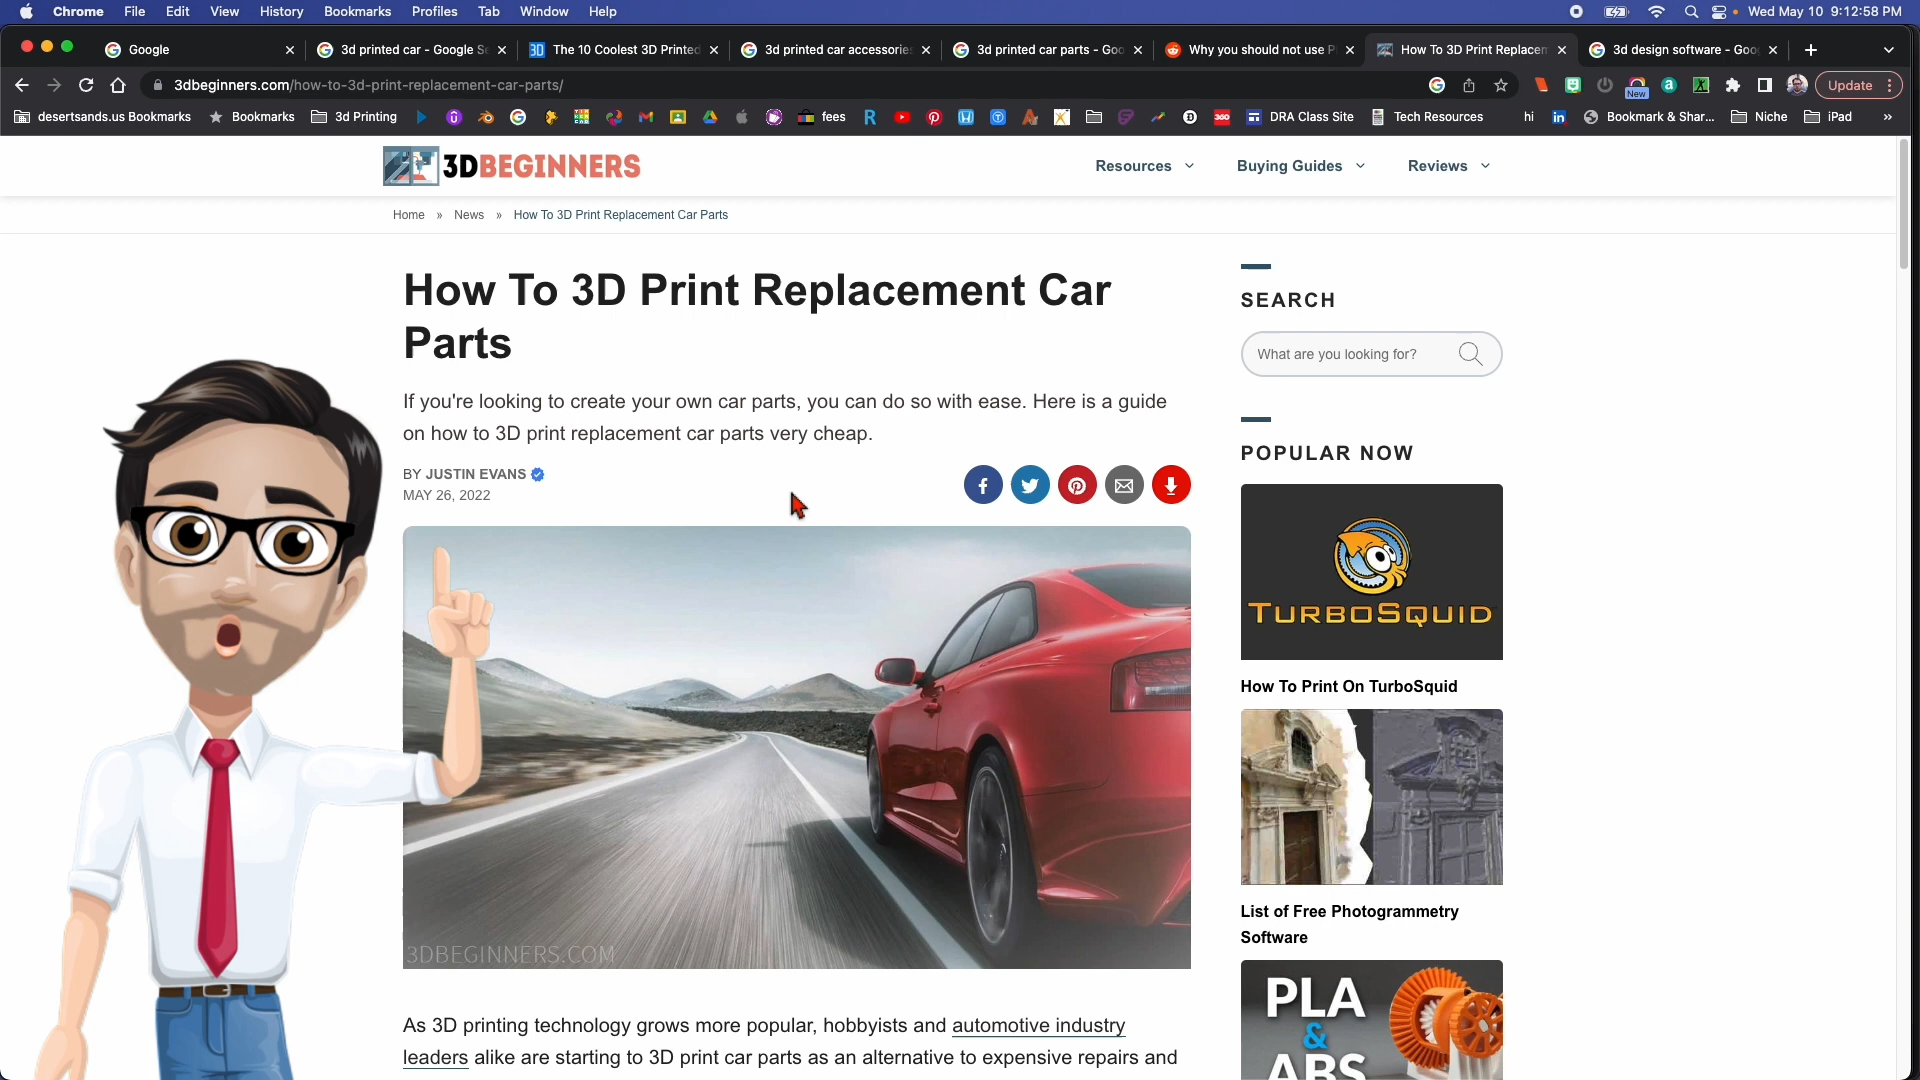 Chrome File Edit View History Bookmarks Profiles Tab Window Help
Wed May 10 9:12:58 PM
Google
3d printed car - Google Se
The 10 Coolest 3D Printed
3d printed car accessories
3d printed car parts - Goo
Why you should not use P
How To 3D Print Replacem
3d design software - Goo
3dbeginners.com/how-to-3d-print-replacement-car-parts/
New
Update
desertsands.us Bookmarks
Bookmarks
3d Printing
fees
DRA Class Site
Tech Resources
hi
Bookmark & Shar...
Niche
iPad
»
3DBEGINNERS
Resources
Buying Guides
Reviews
Home » News » How To 3D Print Replacement Car Parts
How To 3D Print Replacement Car
Parts
If you're looking to create your own car parts, you can do so with ease. Here is a guide
on how to 3D print replacement car parts very cheap.
BY JUSTIN EVANS
MAY 26, 2022
3DBEGINNERS.COM
As 3D printing technology grows more popular, hobbyists and automotive industry
leaders alike are starting to 3D print car parts as an alternative to expensive repairs and
SEARCH
What are you looking for?
POPULAR NOW
TURBOSQUID
How To Print On TurboSquid
List of Free Photogrammetry
Software
PLA
&
ABS